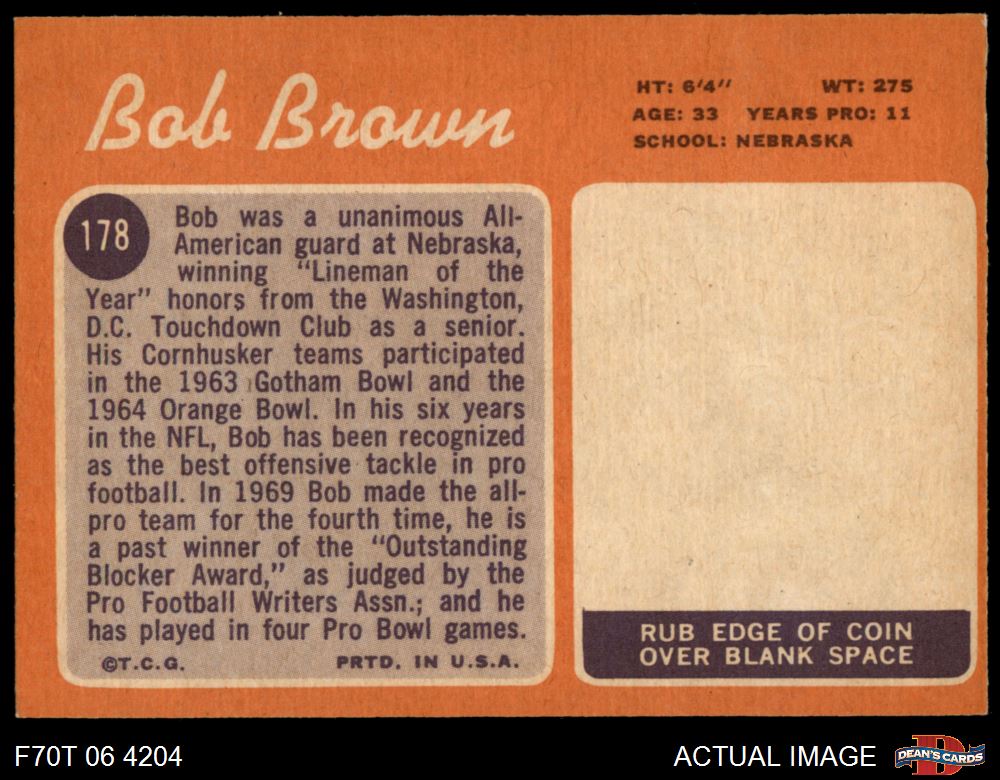 Bob Brown
HT: 6'4" WT: 275
AGE: 33 YEARS PRO: 11
SCHOOL: NEBRASKA
178
Bob was a unanimous All-
American guard at Nebraska,
winning "Lineman of the
Year" honors from the Washington,
D.C. Touchdown Club as a senior.
His Cornhusker teams participated
in the 1963 Gotham Bowl and the
1964 Orange Bowl. In his six years
in the NFL, Bob has been recognized
as the best offensive tackle in pro
football. In 1969 Bob made the all-
pro team for the fourth time, he is
a past winner of the "Outstanding
Blocker Award," as judged by the
Pro Football Writers Assn.; and he
has played in four Pro Bowl games.
©T.C.G. PRTD. IN U.S.A.
RUB EDGE OF COIN
OVER BLANK SPACE
F70T 06 4204
ACTUAL IMAGE
DEAN'S CARDS